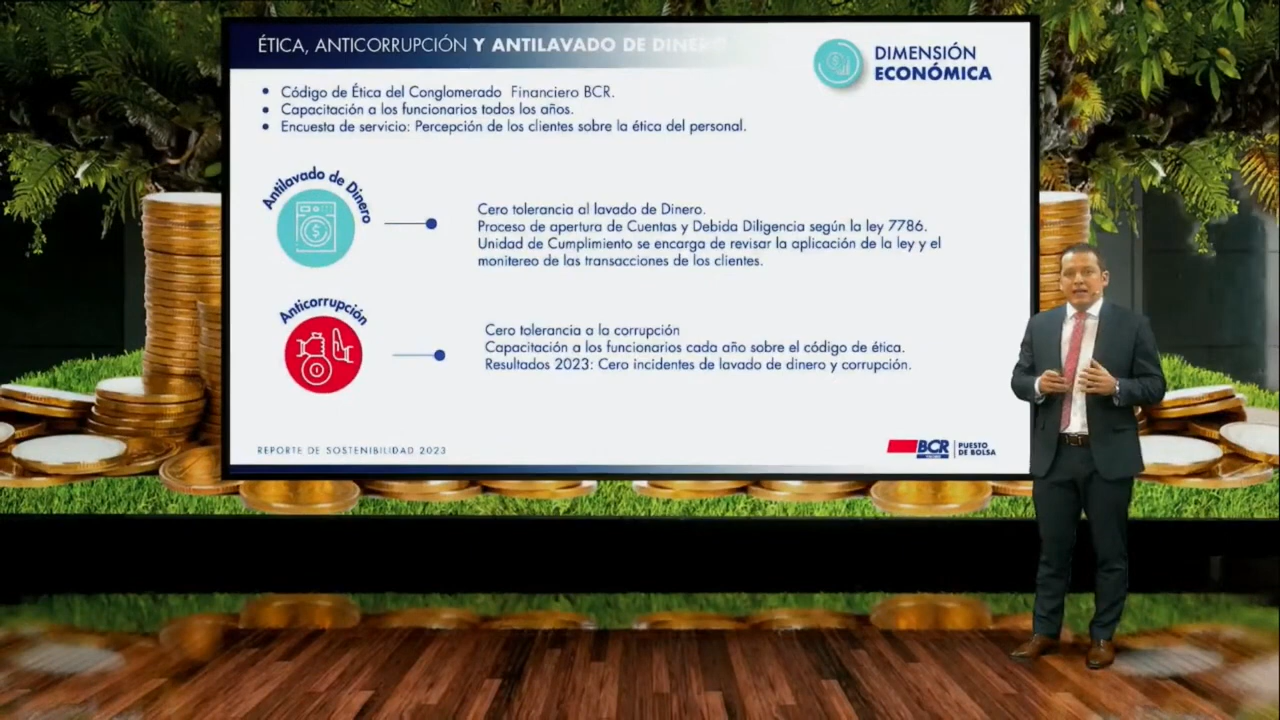 ÉTICA, ANTICORRUPCIÓN Y ANTILAVADO DE DINERO
DIMENSIÓN
ECONÓMICA
• Código de Ética del Conglomerado Financiero BCR.
• Capacitación a los funcionarios todos los años.
• Encuesta de servicio: Percepción de los clientes sobre la ética del personal.
Antilavado de Dinero
Cero tolerancia al lavado de Dinero.
Proceso de apertura de Cuentas y Debida Diligencia según la ley 7786.
Unidad de Cumplimiento se encarga de revisar la aplicación de la ley y el
monitereo de las transacciones de los clientes.
Anticorrupción
Cero tolerancia a la corrupción
Capacitación a los funcionarios cada año sobre el código de ética.
Resultados 2023: Cero incidentes de lavado de dinero y corrupción.
REPORTE DE SOSTENIBILIDAD 2023
BCR
PUESTO
DE BOLSA